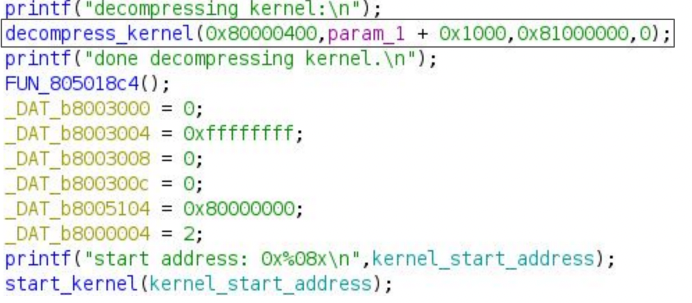 printf("decompressing kernel:\n");
decompress_kernel(0x80000400,param_1 + 0x1000,0x81000000,0);
printf("done decompressing kernel.\n");
FUN_805018c4();
_DAT_b8003000 = 0;
_DAT_b8003004 = 0xffffffff;
_DAT_b8003008 = 0;
_DAT_b800300c = 0;
_DAT_b8005104 = 0x80000000;
_DAT_b8000004 = 2;
printf("start address: 0x%08x\n",kernel_start_address);
start_kernel(kernel_start_address);